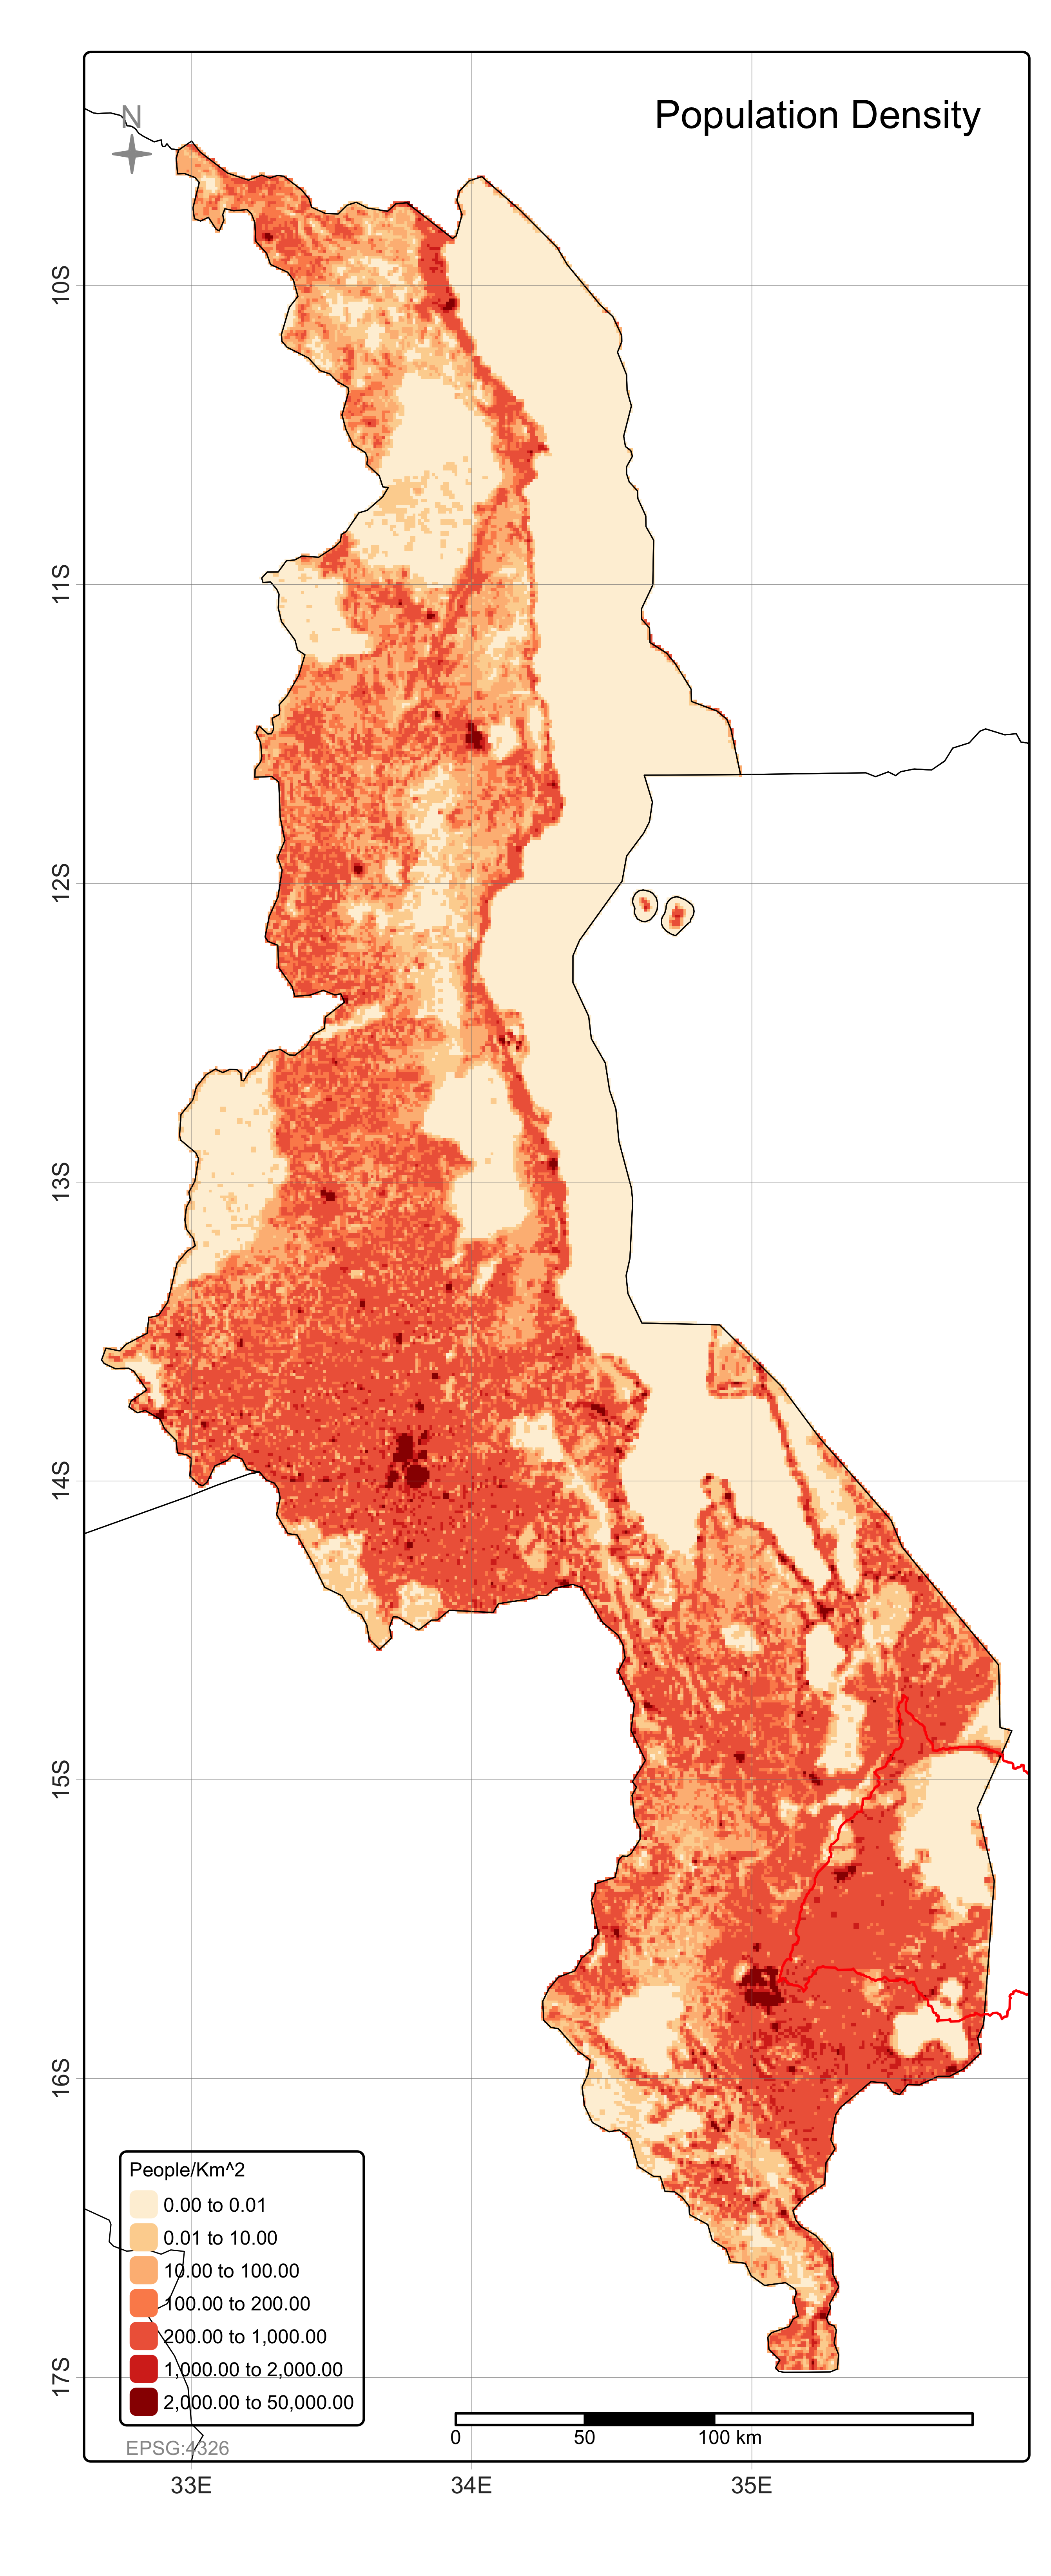 N
Population Density
10S
11S
12S
13S
14S
15S
16S
17S
People/Km^2
0.00 to 0.01
0.01 to 10.00
10.00 to 100.00
100.00 to 200.00
200.00 to 1,000.00
1,000.00 to 2,000.00
2,000.00 to 50,000.00
0 50 100 km
EPSG:4326
33E 34E 35E